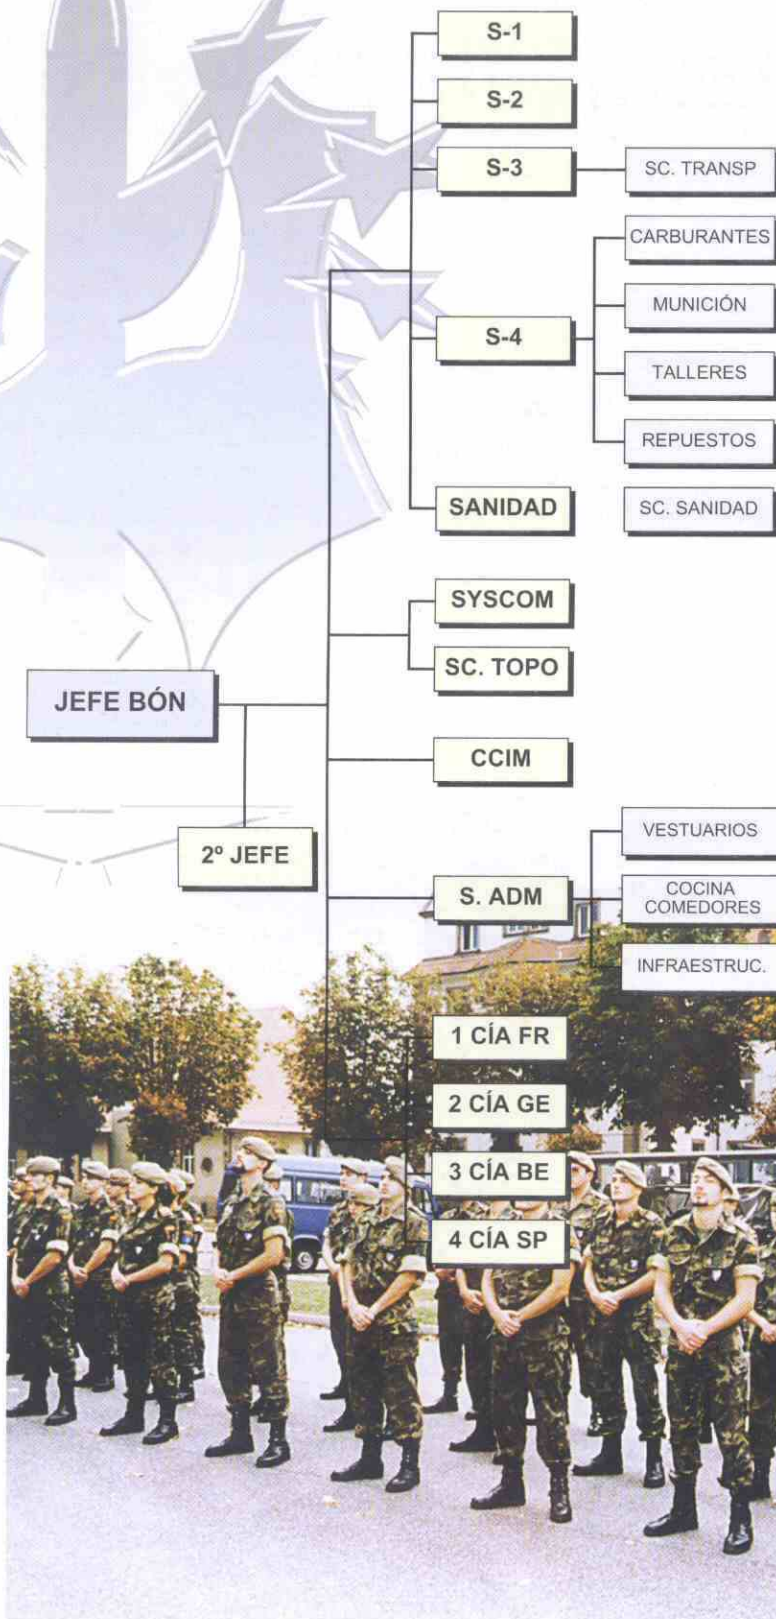 S-1
S-2
S-3
SC. TRANSP
CARBURANTES
MUNICIÓN
S-4
TALLERES
REPUESTOS
SANIDAD
SC. SANIDAD
SYSCOM
SC. TOPO
JEFE BÓN
CCIM
2º JEFE
VESTUARIOS
S. ADM
COCINA
COMEDORES
INFRAESTRUC.
1 CÍA FR
2 CÍA GE
3 CÍA BE
4 CÍA SP